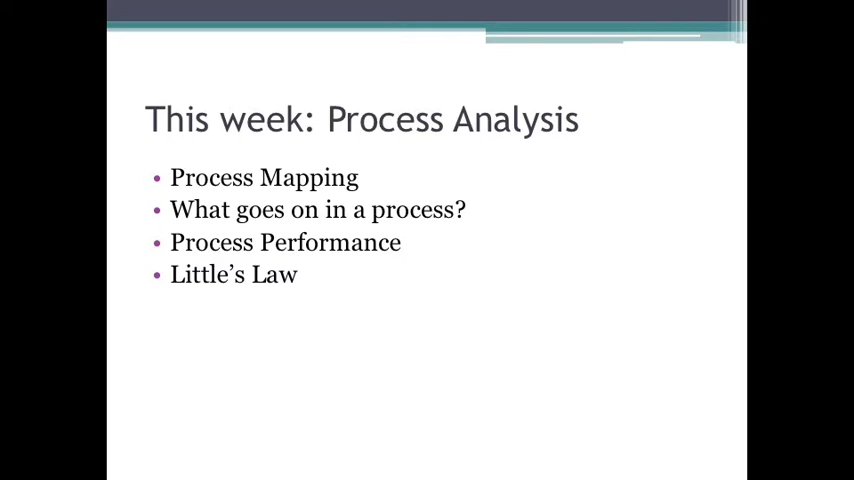 This week: Process Analysis
• Process Mapping
• What goes on in a process?
• Process Performance
• Little’s Law